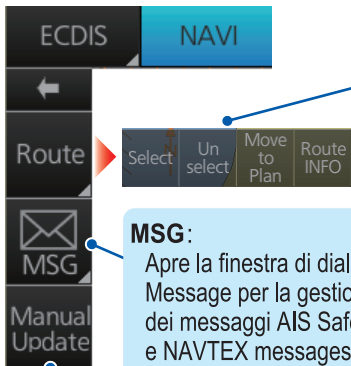 ECDIS NAVI
Route
Select
Un
select
Move
to
Plan
Route
INFO
MSG
MSG:
Apre la finestra di dial
Message per la gestio
dei messaggi AIS Safe
e NAVTEX messages
Manual
Update